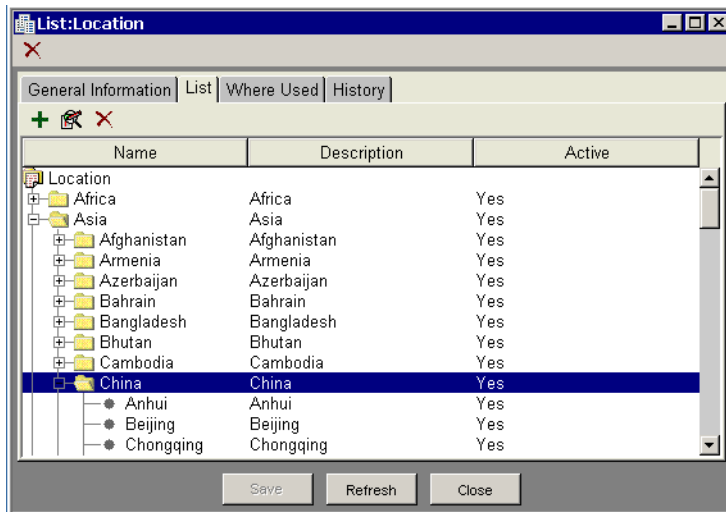 List:Location
General Information List Where Used History
Name Description Active
Location
Africa Africa Yes
Asia Asia Yes
Afghanistan Afghanistan Yes
Armenia Armenia Yes
Azerbaijan Azerbaijan Yes
Bahrain Bahrain Yes
Bangladesh Bangladesh Yes
Bhutan Bhutan Yes
Cambodia Cambodia Yes
China China Yes
Anhui Anhui Yes
Beijing Beijing Yes
Chongqing Chongqing Yes
Save Refresh Close